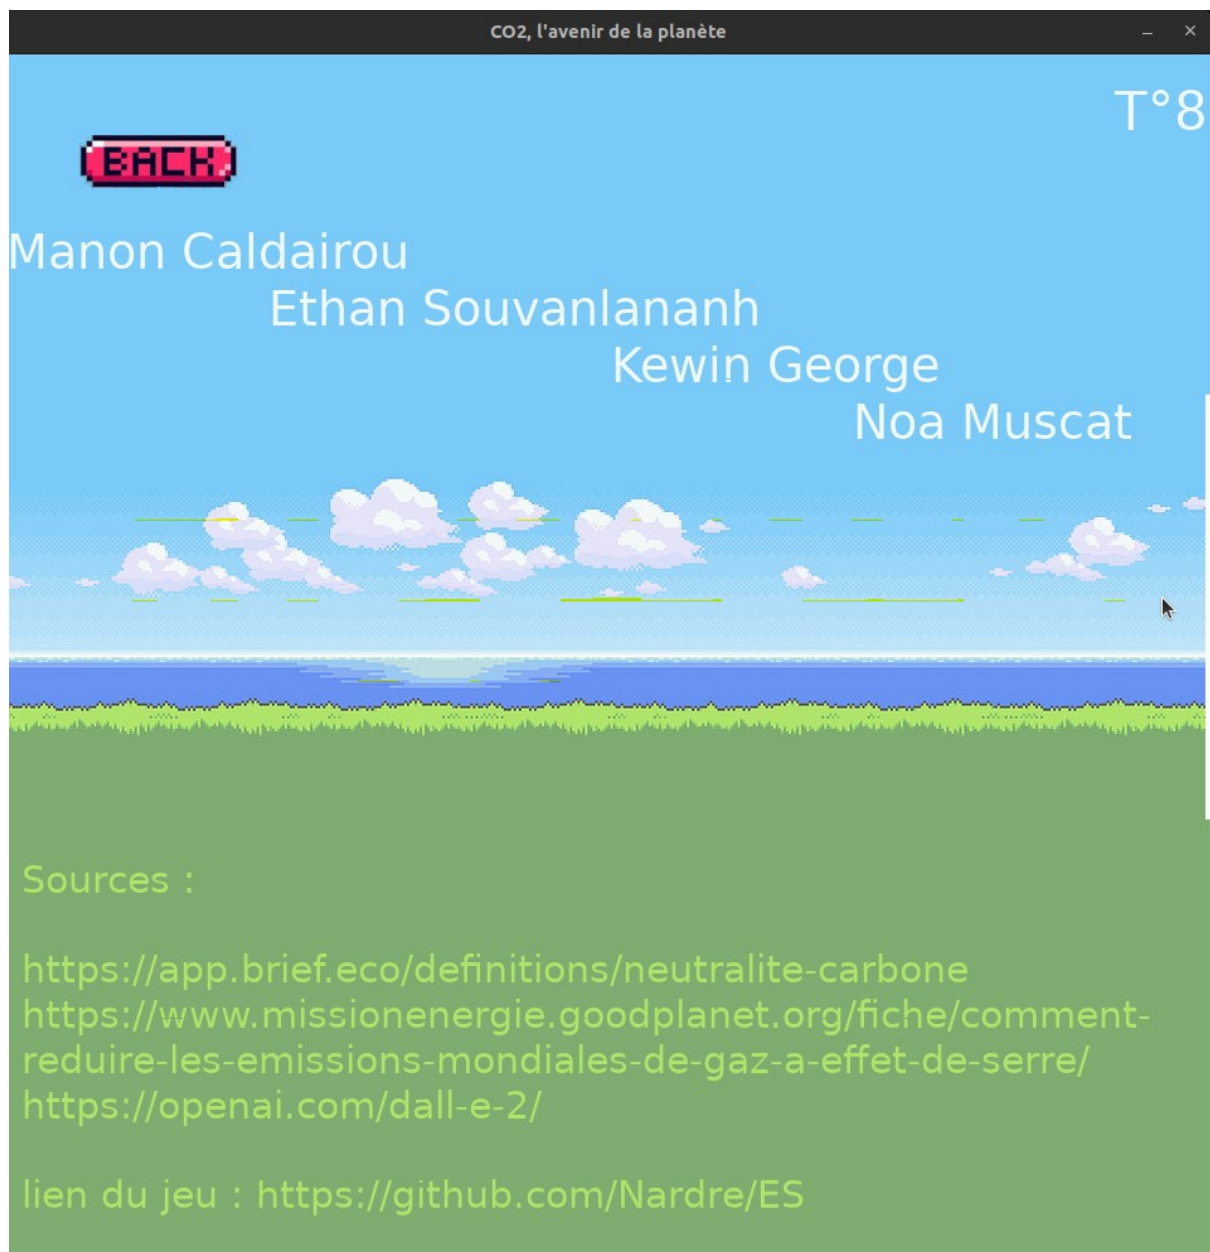 CO2, l'avenir de la planète
T°8
BACK
Manon Caldairou
Ethan Souvanlananh
Kewin George
Noa Muscat
Sources :
https://app.brief.eco/definitions/neutralite-carbone
https://www.missionenergie.goodplanet.org/fiche/comment-
reduire-les-emissions-mondiales-de-gaz-a-effet-de-serre/
https://openai.com/dall-e-2/
lien du jeu : https://github.com/Nardre/ES